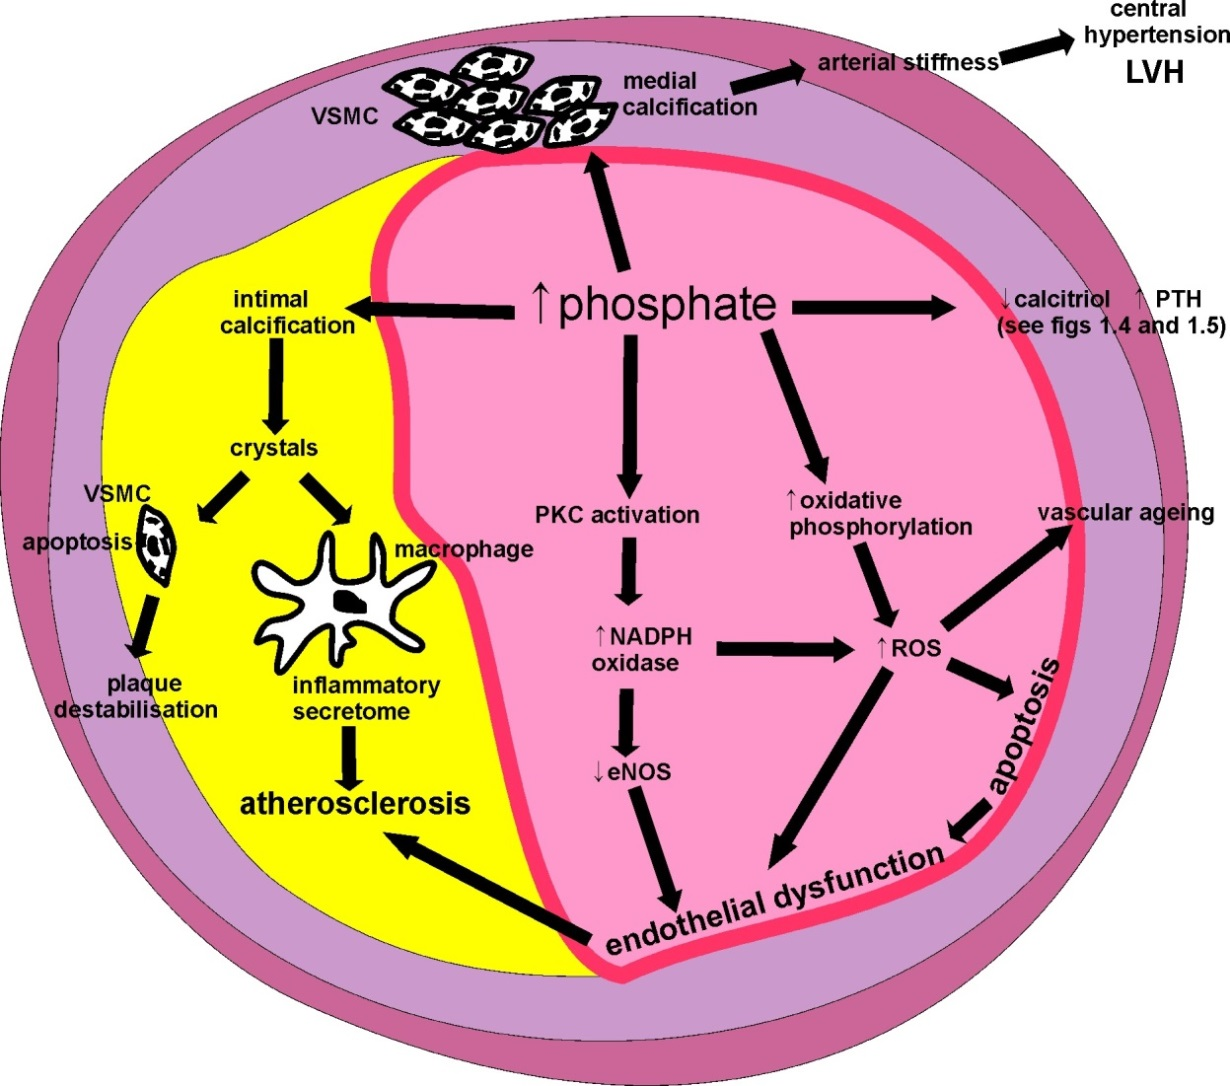 central
hypertension
LVH
arterial stiffness
medial
calcification
VSMC
intimal
calcification
↑phosphate
↓calcitriol ↑ PTH
(see figs 1.4 and 1.5)
crystals
VSMC
apoptosis
macrophage
PKC activation
↑oxidative
phosphorylation
vascular ageing
↑NADPH
oxidase
↑ROS
plaque
destabilisation
inflammatory
secretome
apoptosis
↓eNOS
atherosclerosis
endothelial dysfunction